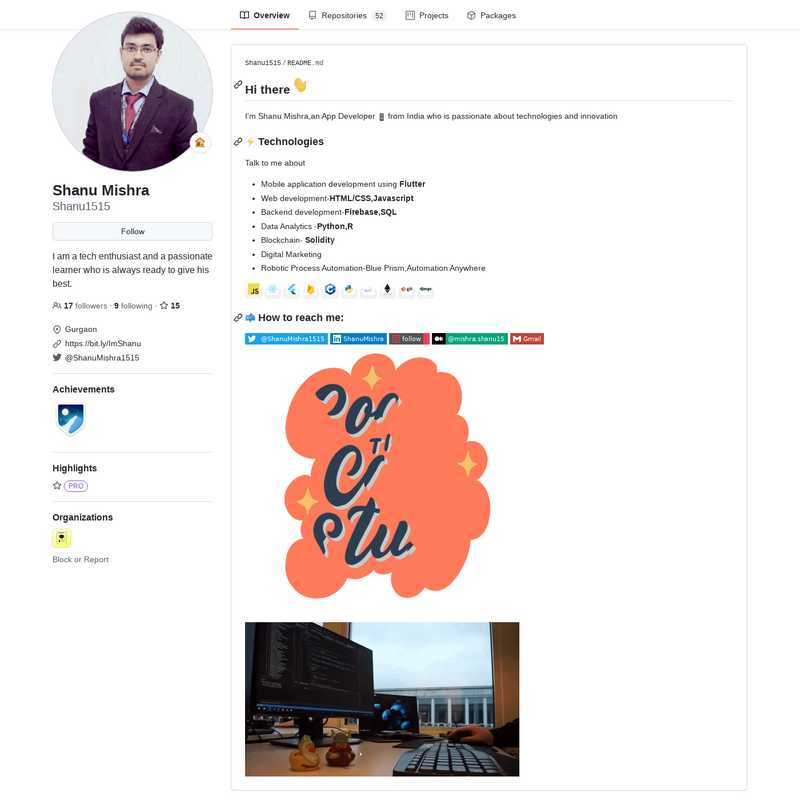 Overview
Repositories 52
Projects
Packages
Shanu Mishra
Shanu1515
Follow
I am a tech enthusiast and a passionate
learner who is always ready to give his
best.
17 followers · 9 following · 15
Gurgaon
https://bit.ly/ImShanu
@ShanuMishra1515
Achievements
Highlights
PRO
Organizations
Block or Report
Shanu1515 / README.md
Hi there 👋
I'm Shanu Mishra,an App Developer 📱 from India who is passionate about technologies and innovation
⚡ Technologies
Talk to me about
• Mobile application development using Flutter
• Web development-HTML/CSS,Javascript
• Backend development-Firebase,SQL
• Data Analytics -Python,R
• Blockchain- Solidity
• Digital Marketing
• Robotic Process Automation-Blue Prism,Automation Anywhere
JS
git
django
📫 How to reach me:
@ShanuMishra1515
in ShanuMishra
follow
@mishra.shanu15
Gmail